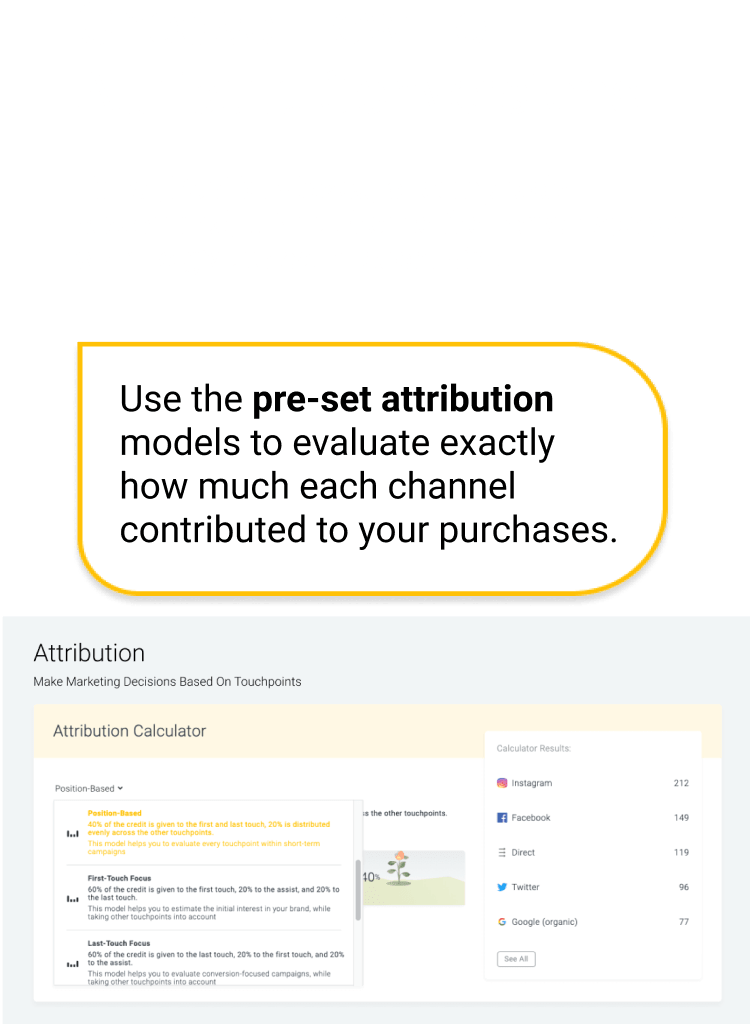 Use the pre-set attribution
models to evaluate exactly
how much each channel
contributed to your purchases.
Attribution
Make Marketing Decisions Based On Touchpoints
Attribution Calculator
Position-Based
Position-Based
40% of the credit is given to the first and last touch, 20% is distributed
evenly across the other touchpoints.
This model helps you to evaluate every touchpoint within short-term
campaigns.
First-Touch Focus
60% of the credit is given to the first touch, 20% to the assist, and 20% to
the last touch.
This model helps you to estimate the initial interest in your brand, while
taking other touchpoints into account
Last-Touch Focus
60% of the credit is given to the last touch, 20% to the first touch, and 20%
to the assist.
This model helps you to evaluate conversion-focused campaigns, while
taking other touchpoints into account
s the other touchpoints.
40%
Calculator Results:
Instagram 212
Facebook 149
Direct 119
Twitter 96
Google (organic) 77
See All